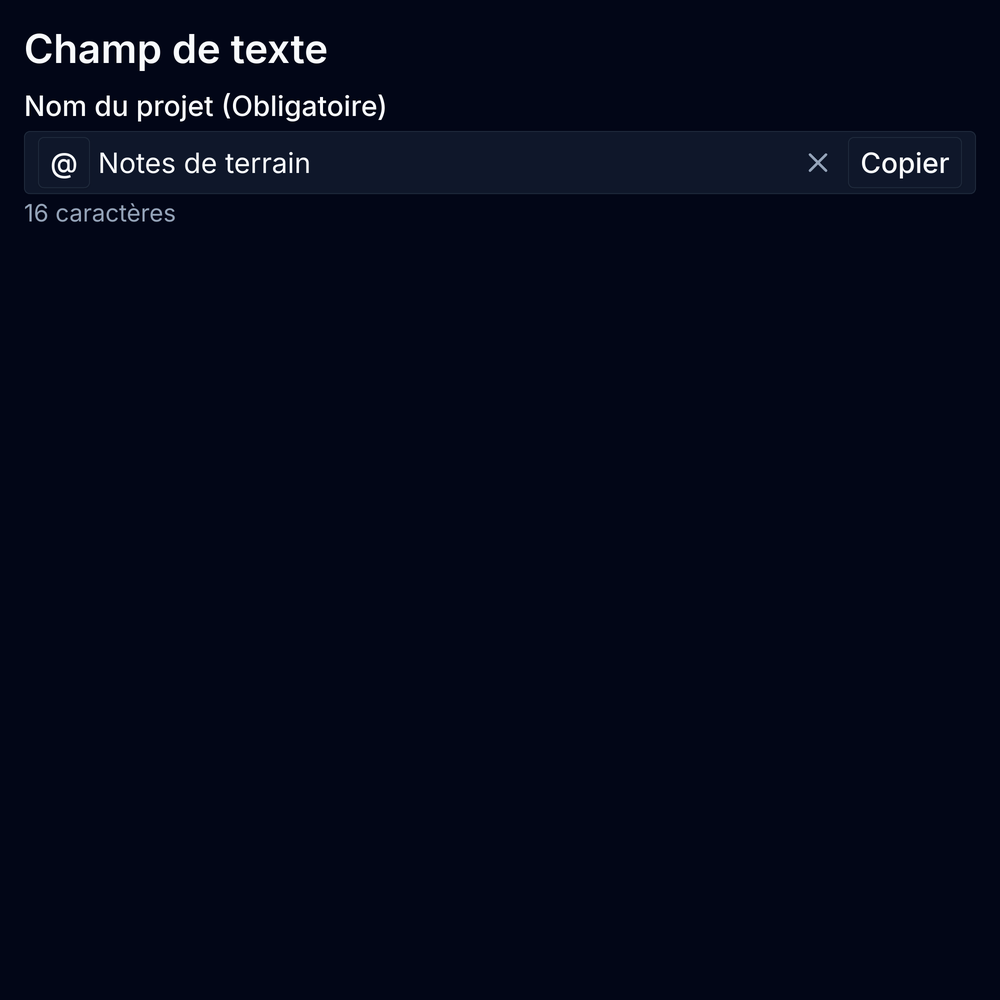 Champ de texte
Nom du projet (Obligatoire)
@ Notes de terrain Copier
16 caractères